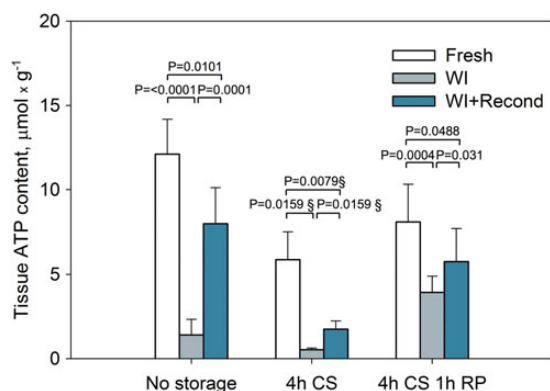 Tissue ATP content, µmol x g⁻¹
20
15
10
5
0
Fresh
WI
WI+Recond
P=0.0101
P=<0.0001 P=0.0001
P=0.0079§
P=0.0159 § P=0.0159 §
P=0.0488
P=0.0004 P=0.031
No storage 4h CS 4h CS 1h RP